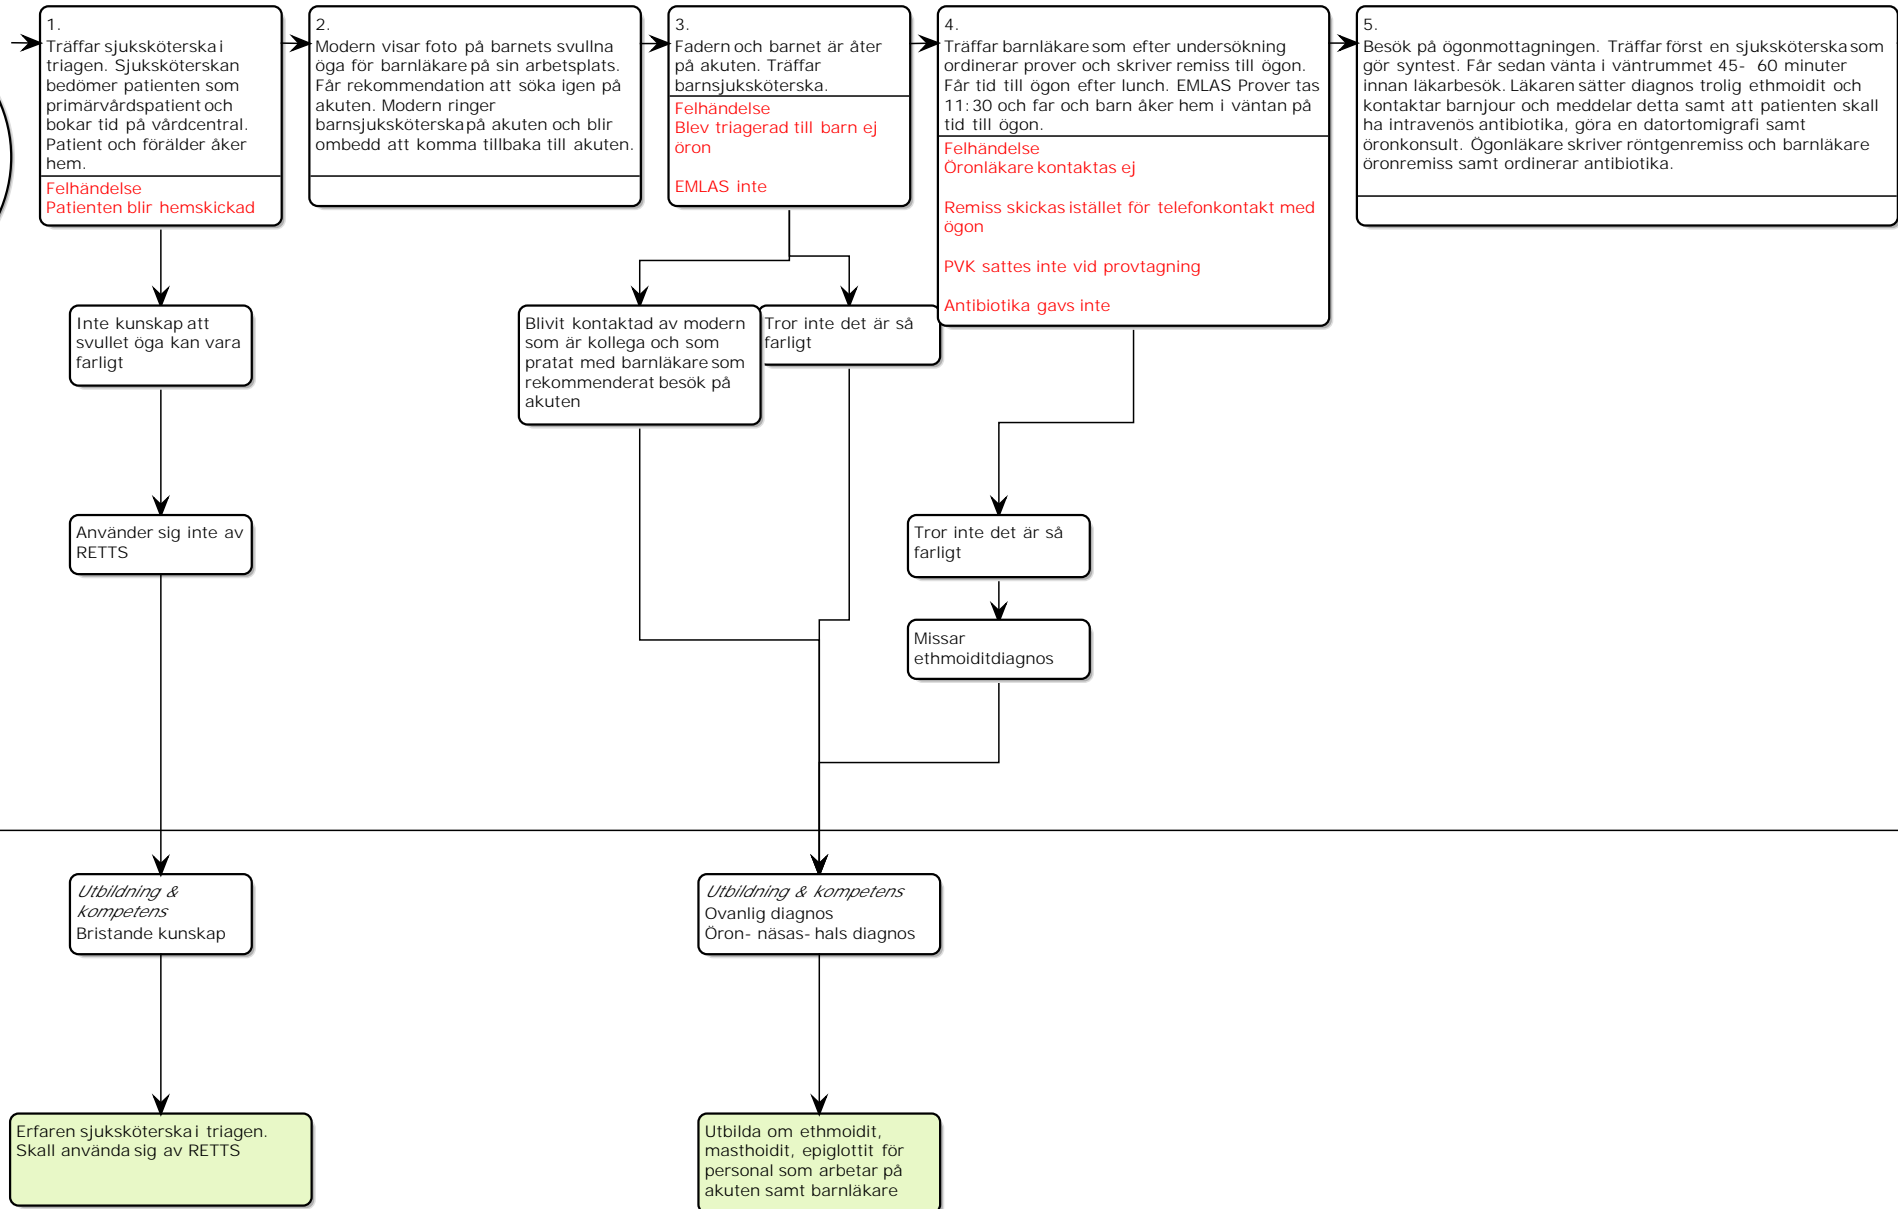 1.
Träffar sjuksköterska i
triagen. Sjuksköterskan
bedömer patienten som
primärvårdspatient och
bokar tid på vårdcentral.
Patient och förälder åker
hem.
Felhändelse
Patienten blir hemskickad
2.
Modern visar foto på barnets svullna
öga för barnläkare på sin arbetsplats.
Får rekommendation att söka igen på
akuten. Modern ringer
barnsjuksköterska på akuten och blir
ombedd att komma tillbaka till akuten.
3.
Fadern och barnet är åter
på akuten. Träffar
barnsjuksköterska.
Felhändelse
Blev triagerad till barn ej
öron
EMLAS inte
4.
Träffar barnläkare som efter undersökning
ordinerar prover och skriver remiss till ögon.
Får tid till ögon efter lunch. EMLAS Prover tas
11:30 och far och barn åker hem i väntan på
tid till ögon.
Felhändelse
Öronläkare kontaktas ej
Remiss skickas istället för telefonkontakt med
ögon
PVK sattes inte vid provtagning
Antibiotika gavs inte
5.
Besök på ögonmottagningen. Träffar först en sjuksköterska som
gör syntest. Får sedan vänta i väntrummet 45- 60 minuter
innan läkarbesök. Läkaren sätter diagnos trolig ethmoidit och
kontaktar barnjour och meddelar detta samt att patienten skall
ha intravenös antibiotika, göra en datortomigrafi samt
öronkonsult. Ögonläkare skriver röntgenremiss och barnläkare
öronremiss samt ordinerar antibiotika.
Inte kunskap att
svullet öga kan vara
farligt
Blivit kontaktad av modern
som är kollega och som
pratat med barnläkare som
rekommenderat besök på
akuten
Tror inte det är så
farligt
Använder sig inte av
RETTS
Tror inte det är så
farligt
Missar
ethmoiditdiagnos
Utbildning &
kompetens
Bristande kunskap
Utbildning & kompetens
Ovanlig diagnos
Öron- näsas- hals diagnos
Erfaren sjuksköterska i triagen.
Skall använda sig av RETTS
Utbilda om ethmoidit,
masthoidit, epiglottit för
personal som arbetar på
akuten samt barnläkare